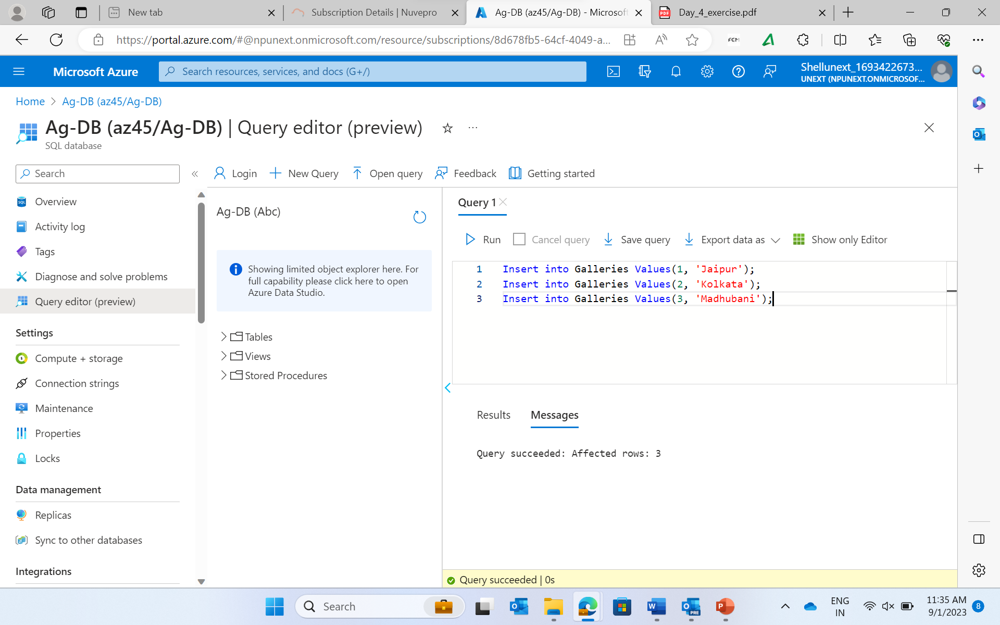 New tab
Subscription Details | Nuvepro
Ag-DB (az45/Ag-DB) - Microsoft
PDF
Day_4_exercise.pdf
https://portal.azure.com/#@npunext.onmicrosoft.com/resource/subscriptions/8d678fb5-64cf-4049-a...
FCM
Microsoft Azure
Search resources, services, and docs (G+/)
Shellunext_1693422673...
UNEXT (NPUNEXT.ONMICROSOF...
Home > Ag-DB (az45/Ag-DB)
Ag-DB (az45/Ag-DB) | Query editor (preview)
SQL database
Search
Login
New Query
Open query
Feedback
Getting started
Overview
Activity log
Tags
Diagnose and solve problems
Query editor (preview)
Settings
Compute + storage
Connection strings
Maintenance
Properties
Locks
Data management
Replicas
Sync to other databases
Integrations
Ag-DB (Abc)
Showing limited object explorer here. For
full capability please click here to open
Azure Data Studio.
Tables
Views
Stored Procedures
Query 1
Run
Cancel query
Save query
Export data as
Show only Editor
1 Insert into Galleries Values(1, 'Jaipur');
2 Insert into Galleries Values(2, 'Kolkata');
3 Insert into Galleries Values(3, 'Madhubani');
Results
Messages
Query succeeded: Affected rows: 3
Query succeeded | 0s
Search
ENG
IN
11:35 AM
9/1/2023
8